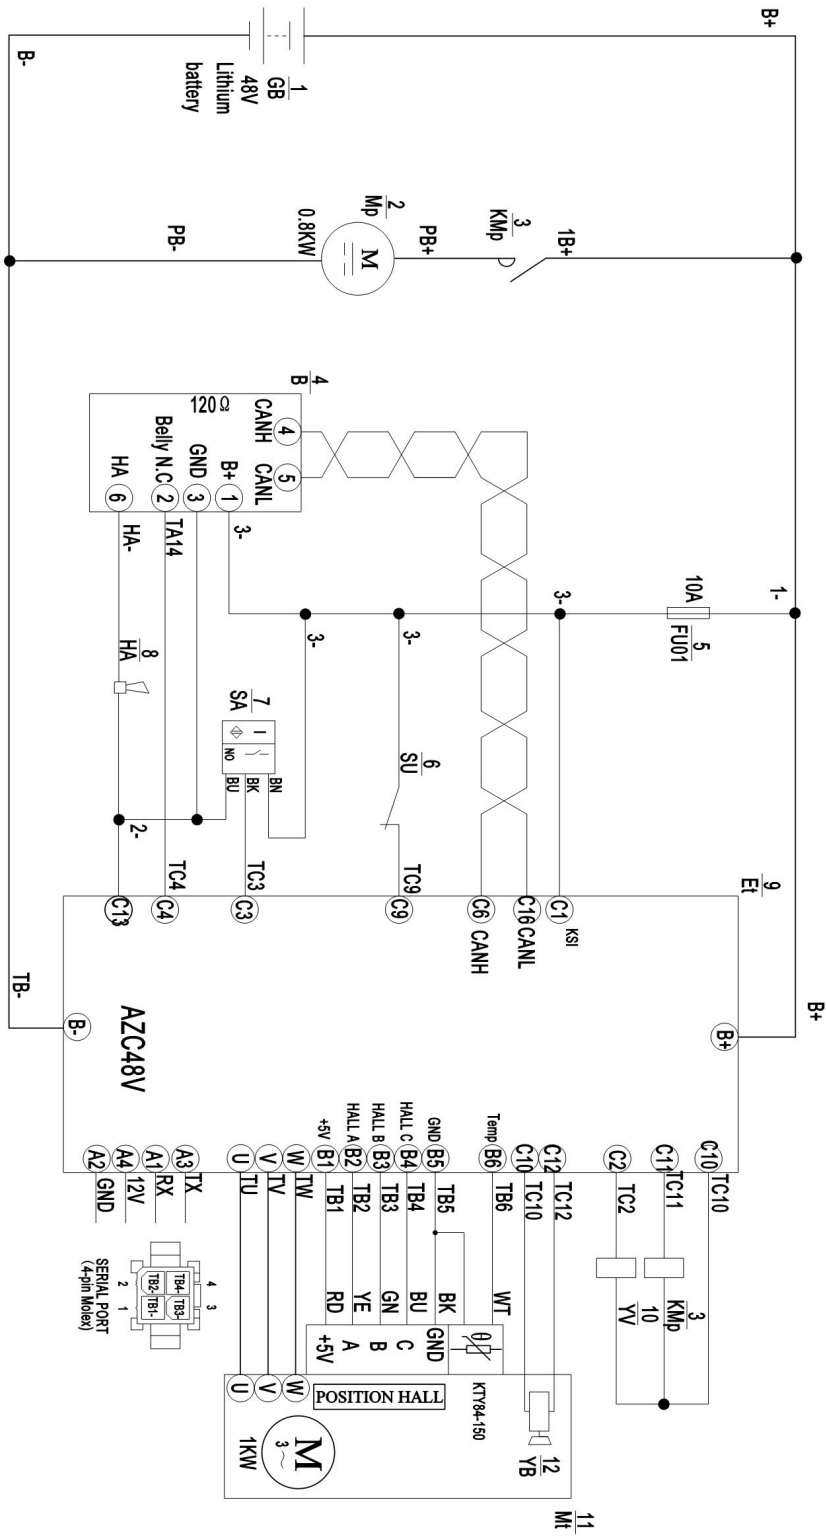 B+
B-
1
GB
48V
Lithium
battery
2
Mp
0.8KW
M
PB-
PB+
3
KMp
1B+
4
B
120Ω
CANH
4
CANL
5
B+
1
GND
3
Belly N.C
2
HA
6
3-
TA14
HA-
8
HA
3-
3-
3-
1-
10A
5
FU01
7
SA
NO
BN
BK
BU
6
SU
2-
TC4
TC3
TC9
9
Et
C13
C4
C3
C9
C6
CANH
C16
CANL
C1
KSI
TB-
B-
AZC48V
B+
B+
A2
GND
A4
12V
A1
RX
A3
TX
U
TU
V
TV
W
TW
+5V
B1
TB1
HALL A
B2
TB2
HALL B
B3
TB3
HALL C
B4
TB4
GND
B5
TB5
Temp
B6
TB6
C10
TC10
C12
TC12
C2
TC2
C11
TC11
C10
TC10
SERIAL PORT
(4-pin Molex)
2
1
4
3
TB2-
TB1-
TB4-
TB3-
RD
YE
GN
BU
BK
WT
+5V
A
B
C
GND
θ
KTY84-150
POSITION HALL
U
V
W
M
3~
1KW
12
YB
10
YV
3
KMp
11
Mt